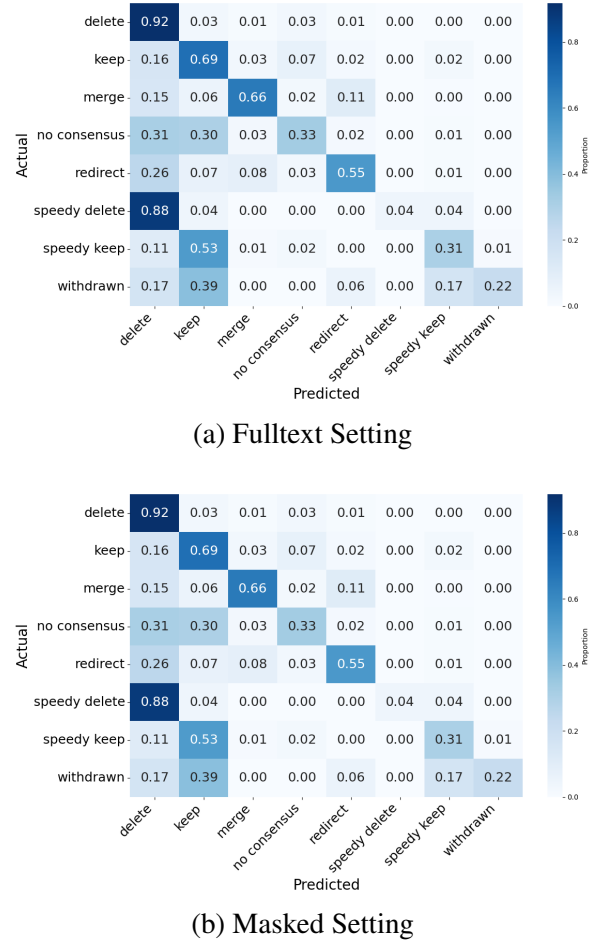 delete 0.92 0.03 0.01 0.03 0.01 0.00 0.00 0.00
keep 0.16 0.69 0.03 0.07 0.02 0.00 0.02 0.00
merge 0.15 0.06 0.66 0.02 0.11 0.00 0.00 0.00
no consensus 0.31 0.30 0.03 0.33 0.02 0.00 0.01 0.00
redirect 0.26 0.07 0.08 0.03 0.55 0.00 0.01 0.00
speedy delete 0.88 0.04 0.00 0.00 0.00 0.04 0.04 0.00
speedy keep 0.11 0.53 0.01 0.02 0.00 0.00 0.31 0.01
withdrawn 0.17 0.39 0.00 0.00 0.06 0.00 0.17 0.22
Actual
delete keep merge no consensus redirect speedy delete speedy keep withdrawn
Predicted
0.8
0.6
0.4
0.2
0.0
Proportion
(a) Fulltext Setting
delete 0.92 0.03 0.01 0.03 0.01 0.00 0.00 0.00
keep 0.16 0.69 0.03 0.07 0.02 0.00 0.02 0.00
merge 0.15 0.06 0.66 0.02 0.11 0.00 0.00 0.00
no consensus 0.31 0.30 0.03 0.33 0.02 0.00 0.01 0.00
redirect 0.26 0.07 0.08 0.03 0.55 0.00 0.01 0.00
speedy delete 0.88 0.04 0.00 0.00 0.00 0.04 0.04 0.00
speedy keep 0.11 0.53 0.01 0.02 0.00 0.00 0.31 0.01
withdrawn 0.17 0.39 0.00 0.00 0.06 0.00 0.17 0.22
Actual
delete keep merge no consensus redirect speedy delete speedy keep withdrawn
Predicted
0.8
0.6
0.4
0.2
0.0
Proportion
(b) Masked Setting